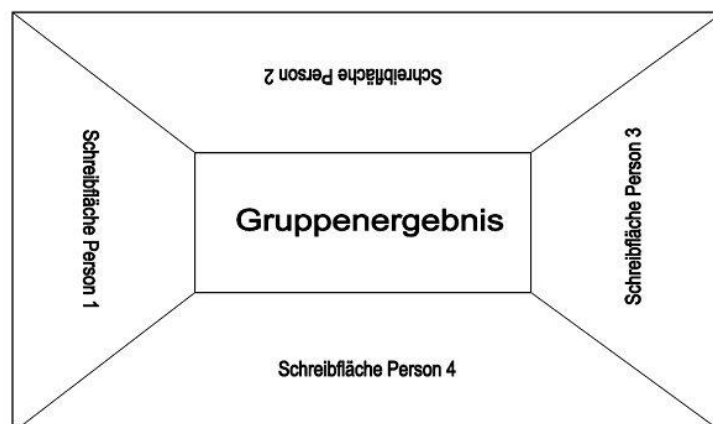 Schreibfläche Person 2
Schreibfläche Person 1
Gruppenergebnis
Schreibfläche Person 3
Schreibfläche Person 4